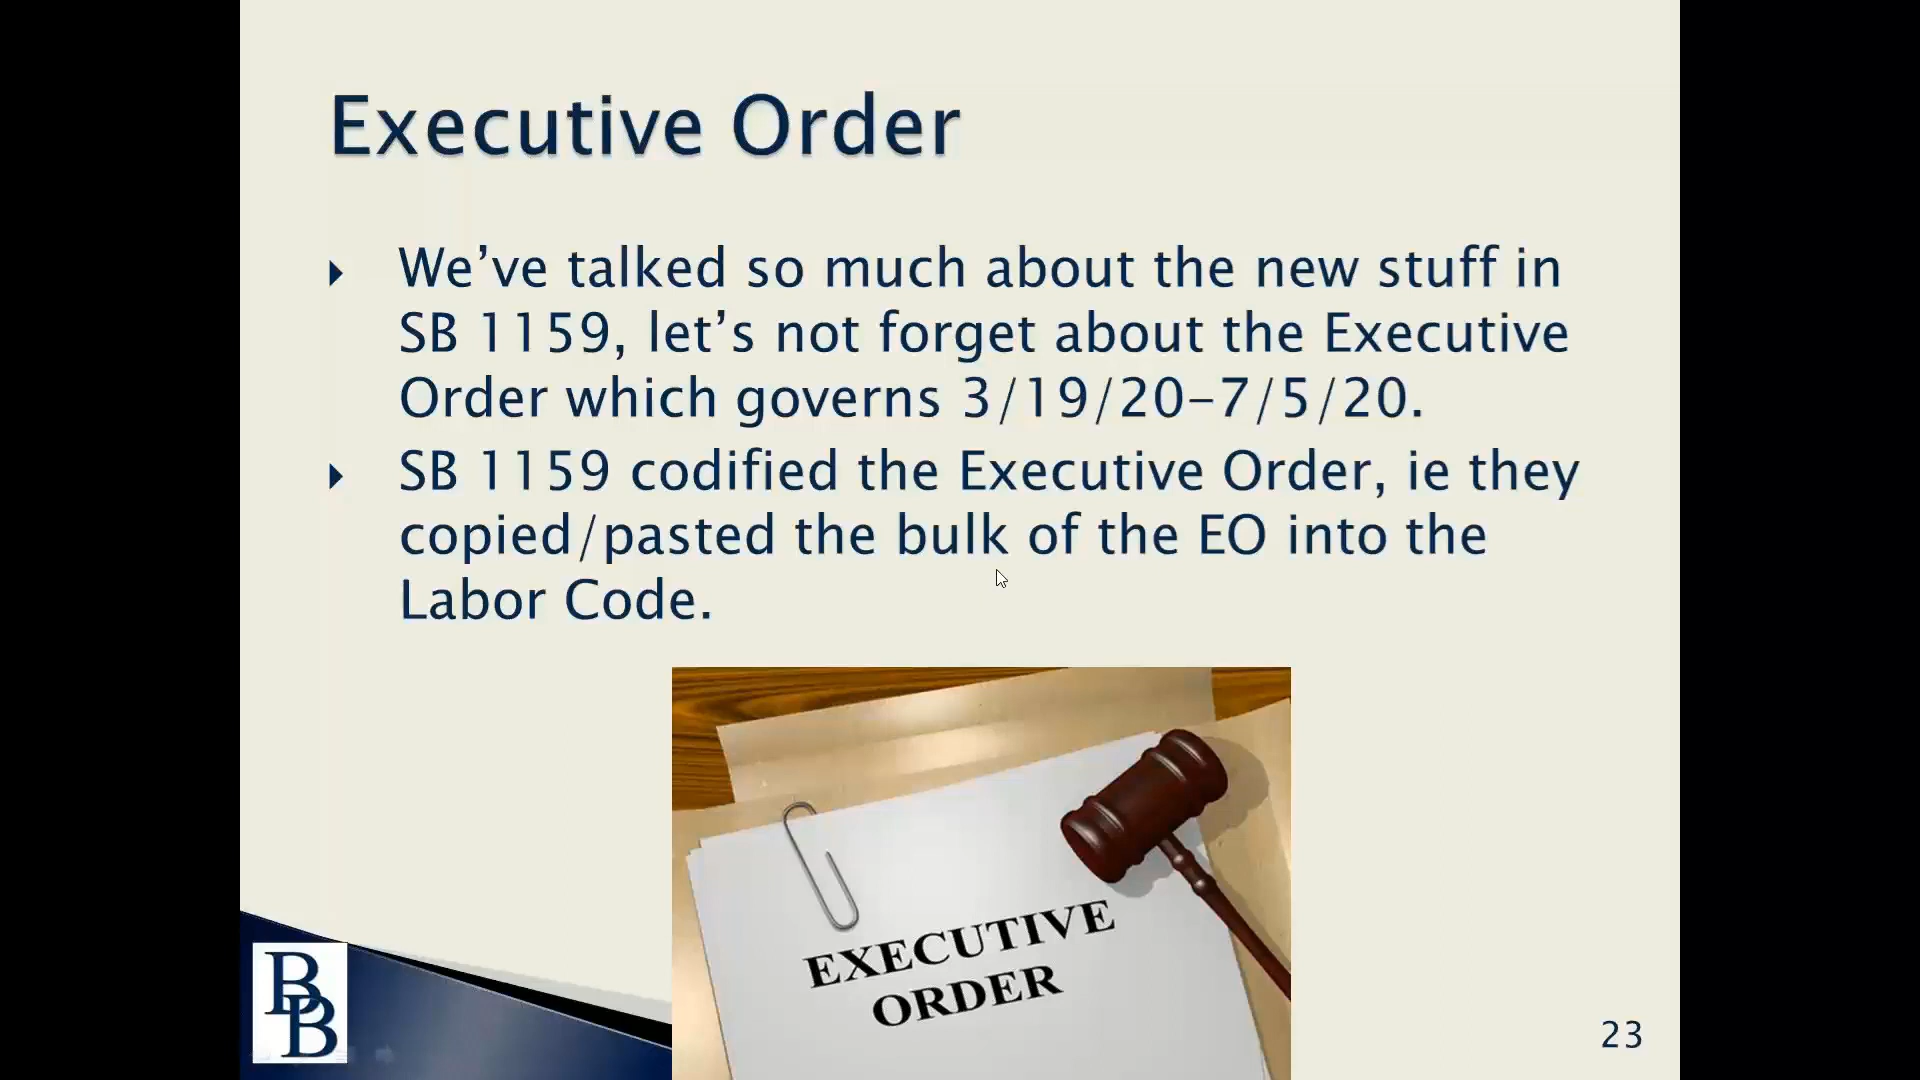 Executive Order
We’ve talked so much about the new stuff in
SB 1159, let’s not forget about the Executive
Order which governs 3/19/20-7/5/20.
SB 1159 codified the Executive Order, ie they
copied/pasted the bulk of the EO into the
Labor Code.
EXECUTIVE
ORDER
BB
23